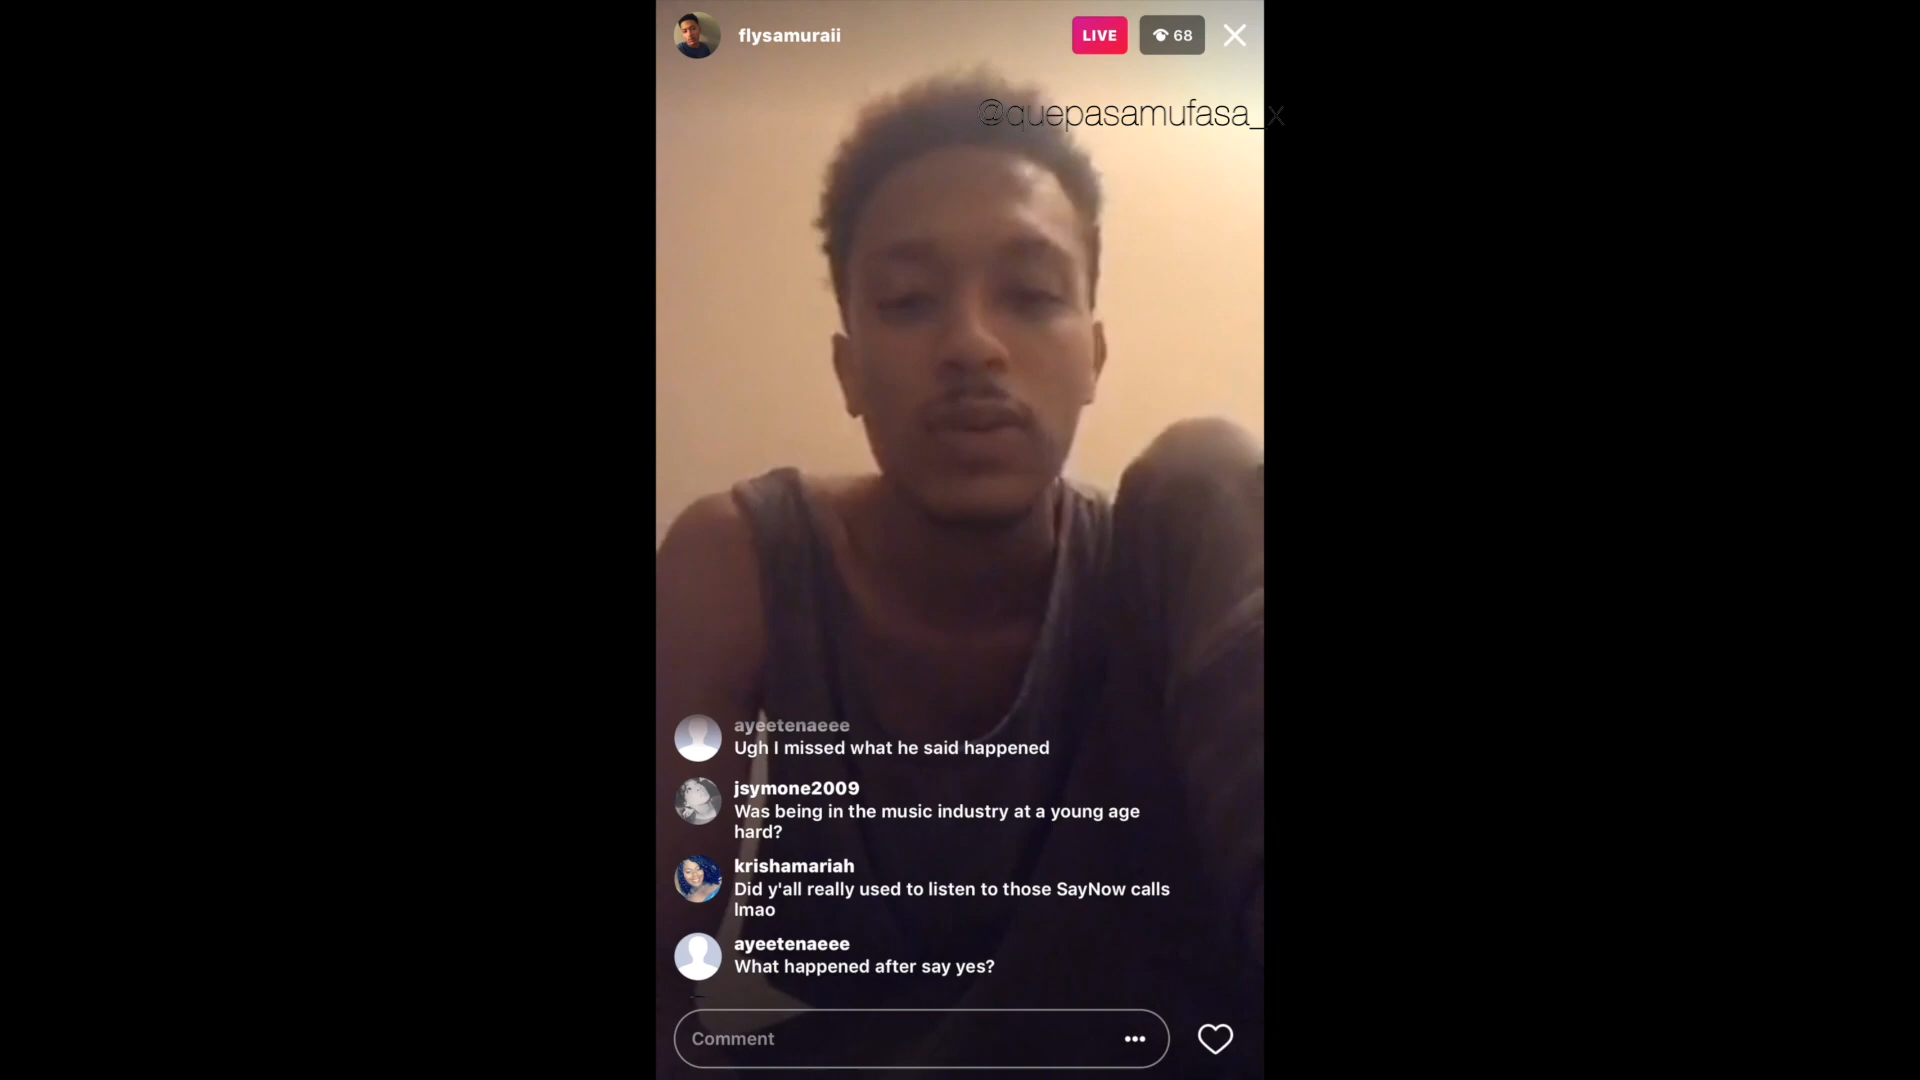 flysamuraii
LIVE
68
@quepasamufasa_x
ayeetenaeee
Ugh I missed what he said happened
jsymone2009
Was being in the music industry at a young age
hard?
krishamariah
Did y'all really used to listen to those SayNow calls
lmao
ayeetenaeee
What happened after say yes?
Comment